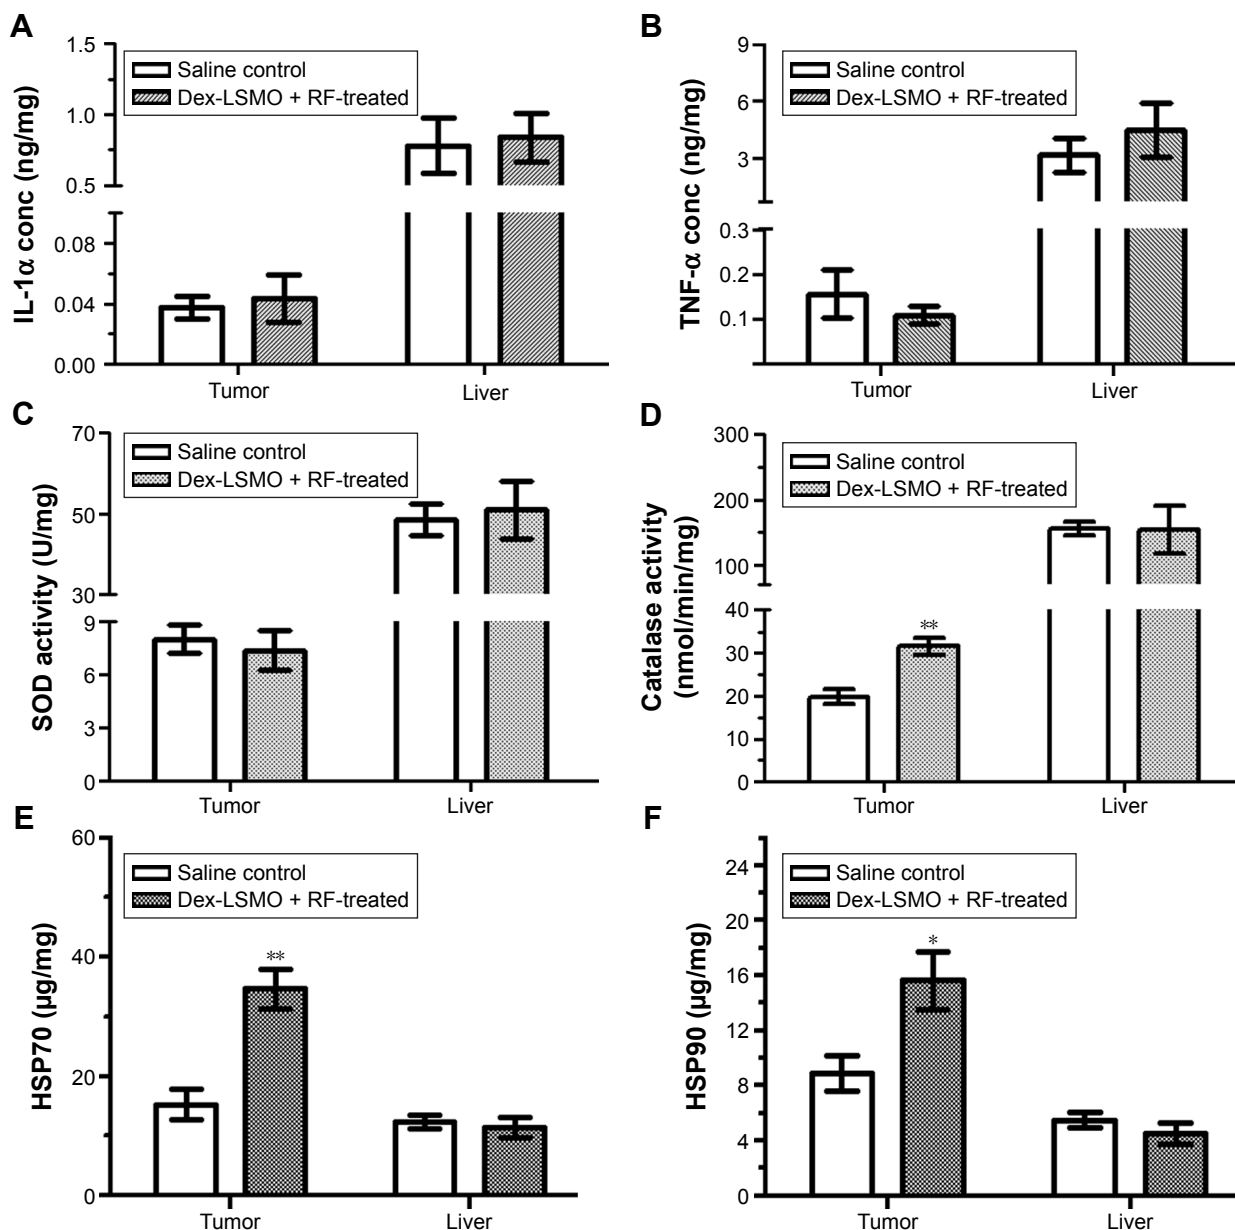 A
IL-1α conc (ng/mg)
1.5
1.0
0.5
0.08
0.04
0.00
Saline control
Dex-LSMO + RF-treated
Tumor
Liver
B
TNF-α conc (ng/mg)
9
6
3
0.3
0.2
0.1
Saline control
Dex-LSMO + RF-treated
Tumor
Liver
C
SOD activity (U/mg)
70
50
30
9
6
3
0
Saline control
Dex-LSMO + RF-treated
Tumor
Liver
D
Catalase activity
(nmol/min/mg)
300
200
100
40
30
20
10
0
Saline control
Dex-LSMO + RF-treated
**
Tumor
Liver
E
HSP70 (µg/mg)
60
40
20
0
Saline control
Dex-LSMO + RF-treated
**
Tumor
Liver
F
HSP90 (µg/mg)
24
20
16
12
8
4
0
Saline control
Dex-LSMO + RF-treated
*
Tumor
Liver